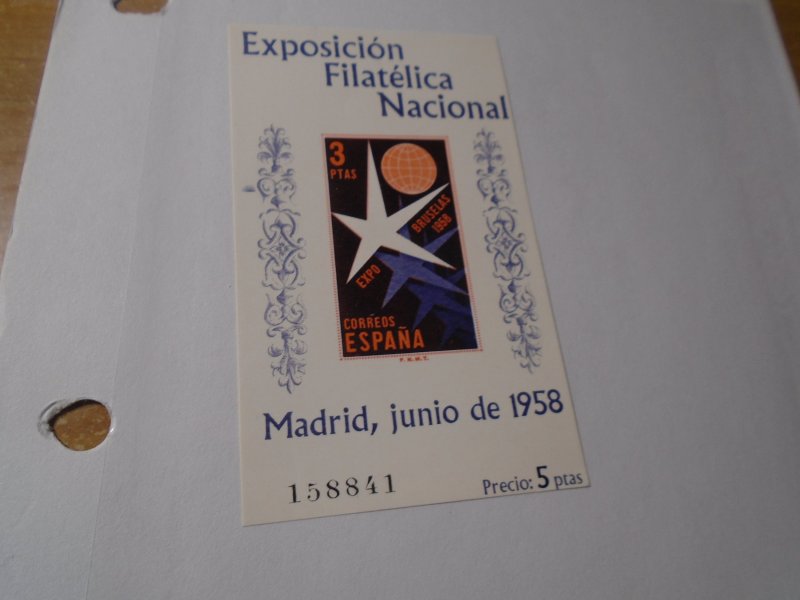 Exposición
Filatélica
Nacional
3
PTAS
BRUSELAS
1958
EXPO
CORREOS
ESPAÑA
F.N.M.T.
Madrid, junio de 1958
158841
Precio: 5 ptas